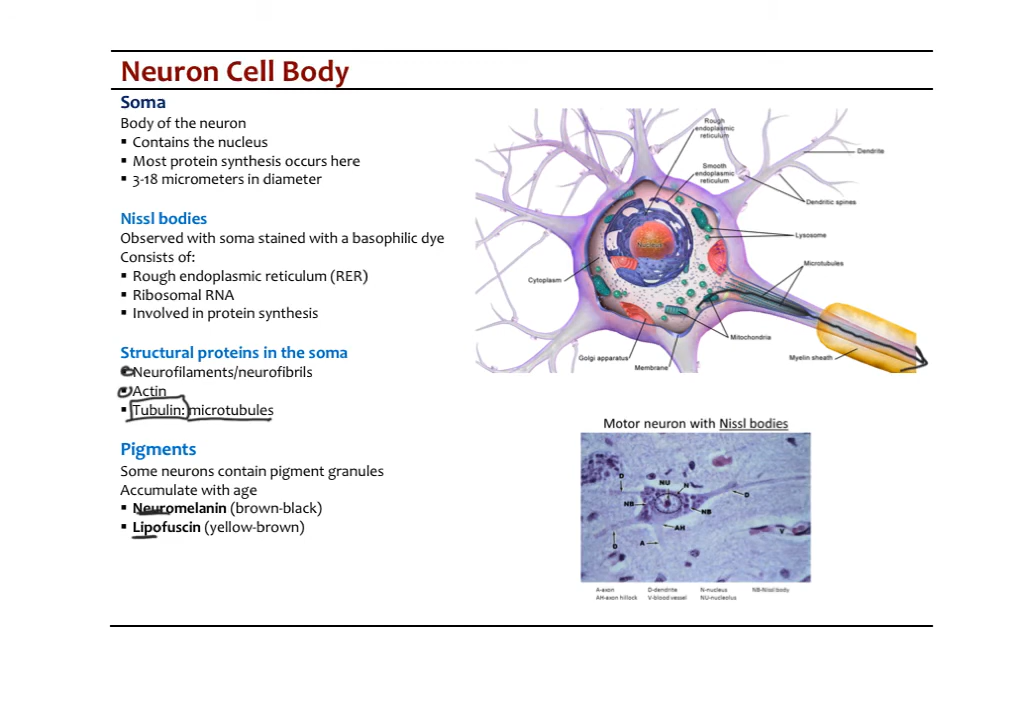 Neuron Cell Body
Soma
Body of the neuron
▪ Contains the nucleus
▪ Most protein synthesis occurs here
▪ 3-18 micrometers in diameter
Nissl bodies
Observed with soma stained with a basophilic dye
Consists of:
▪ Rough endoplasmic reticulum (RER)
▪ Ribosomal RNA
▪ Involved in protein synthesis
Structural proteins in the soma
▪ Neurofilaments/neurofibrils
▪ Actin
▪ Tubulin: microtubules
Pigments
Some neurons contain pigment granules
Accumulate with age
▪ Neuromelanin (brown-black)
▪ Lipofuscin (yellow-brown)
Rough
endoplasmic
reticulum
Smooth
endoplasmic
reticulum
Dendrite
Dendritic spines
Lysosome
Microtubules
Cytoplasm
Mitochondria
Golgi apparatus
Membrane
Myelin sheath
Motor neuron with Nissl bodies
D
NU
N
D
NB
NB
AH
D
A
V
A-axon
D-dendrite
N-nucleus
NB-Nissl body
AH-axon hillock
V-blood vessel
NU-nucleolus